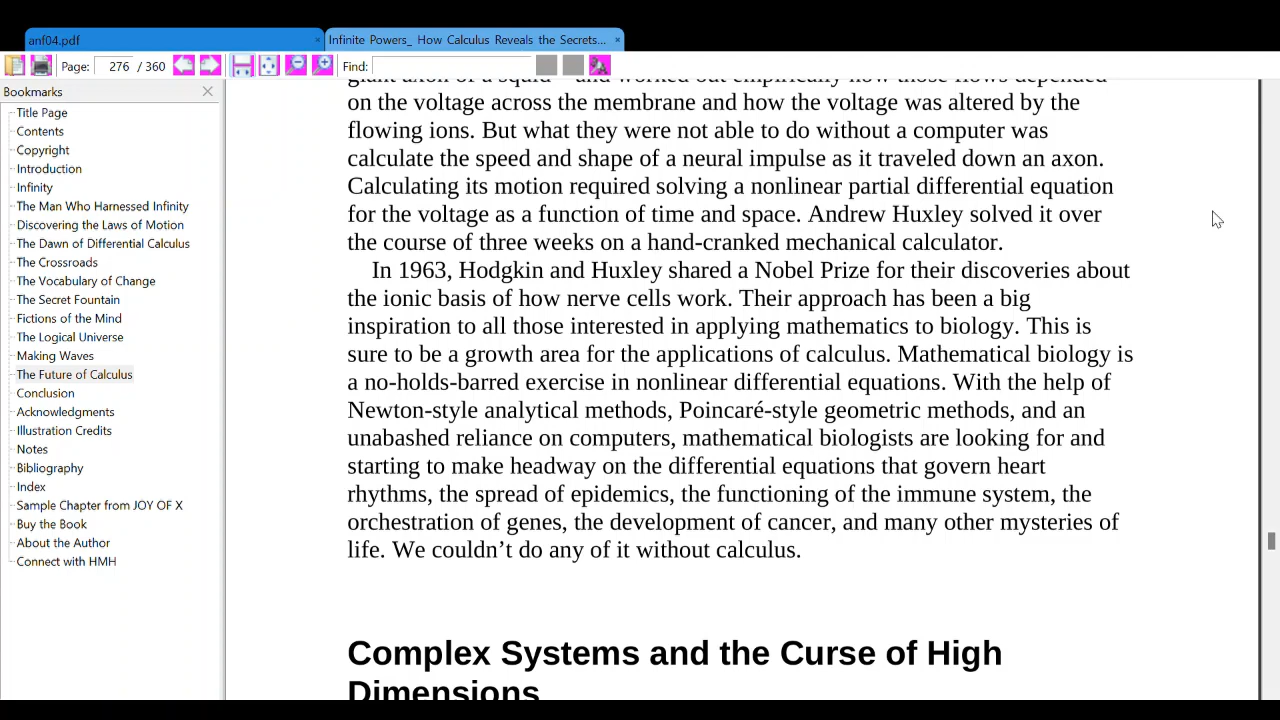 anf04.pdf ×
Infinite Powers_ How Calculus Reveals the Secrets... ×
Page: 276 / 360 Find:
Bookmarks
Title Page
Contents
Copyright
Introduction
Infinity
The Man Who Harnessed Infinity
Discovering the Laws of Motion
The Dawn of Differential Calculus
The Crossroads
The Vocabulary of Change
The Secret Fountain
Fictions of the Mind
The Logical Universe
Making Waves
The Future of Calculus
Conclusion
Acknowledgments
Illustration Credits
Notes
Bibliography
Index
Sample Chapter from JOY OF X
Buy the Book
About the Author
Connect with HMH
giant axon of a squid—and worked out empirically how those flows depended
on the voltage across the membrane and how the voltage was altered by the
flowing ions. But what they were not able to do without a computer was
calculate the speed and shape of a neural impulse as it traveled down an axon.
Calculating its motion required solving a nonlinear partial differential equation
for the voltage as a function of time and space. Andrew Huxley solved it over
the course of three weeks on a hand-cranked mechanical calculator.
In 1963, Hodgkin and Huxley shared a Nobel Prize for their discoveries about
the ionic basis of how nerve cells work. Their approach has been a big
inspiration to all those interested in applying mathematics to biology. This is
sure to be a growth area for the applications of calculus. Mathematical biology is
a no-holds-barred exercise in nonlinear differential equations. With the help of
Newton-style analytical methods, Poincaré-style geometric methods, and an
unabashed reliance on computers, mathematical biologists are looking for and
starting to make headway on the differential equations that govern heart
rhythms, the spread of epidemics, the functioning of the immune system, the
orchestration of genes, the development of cancer, and many other mysteries of
life. We couldn’t do any of it without calculus.
Complex Systems and the Curse of High
Dimensions